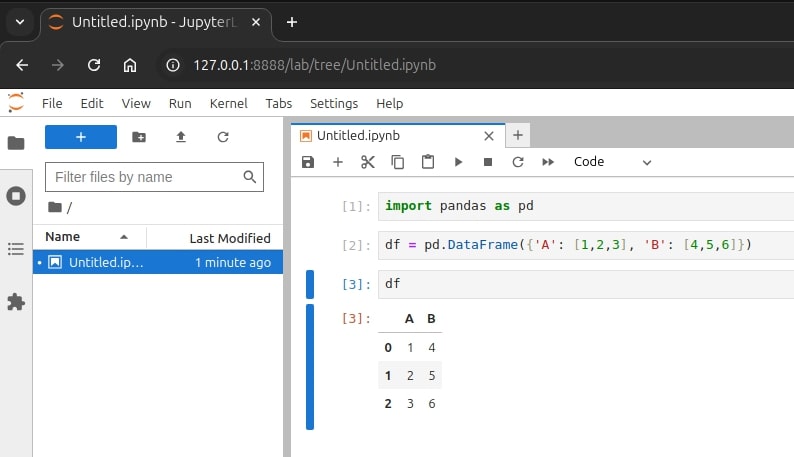 Untitled.ipynb - JupyterL
127.0.0.1:8888/lab/tree/Untitled.ipynb
File Edit View Run Kernel Tabs Settings Help
Filter files by name
/
Name Last Modified
Untitled.ip... 1 minute ago
Untitled.ipynb
Code
[1]: import pandas as pd
[2]: df = pd.DataFrame({'A': [1,2,3], 'B': [4,5,6]})
[3]: df
[3]: A B
0 1 4
1 2 5
2 3 6